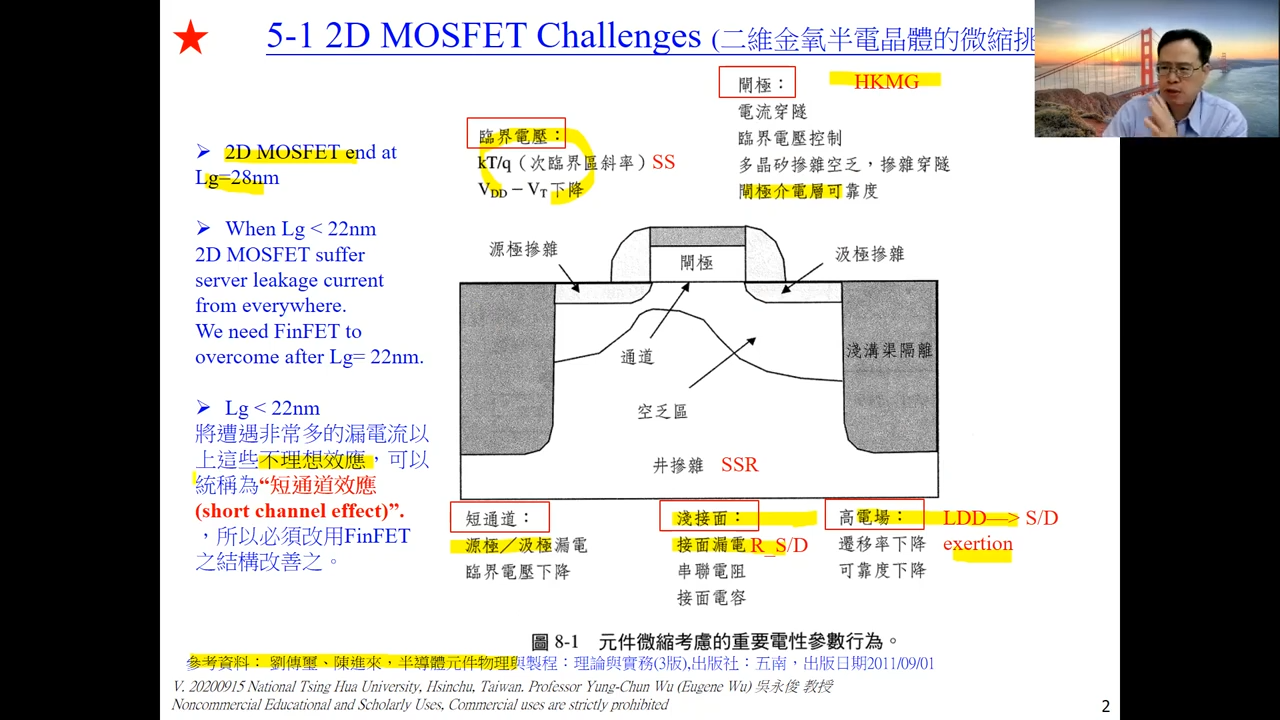 5-1 2D MOSFET Challenges (二維金氧半電晶體的微縮挑
➢ 2D MOSFET end at
Lg=28nm
➢ When Lg < 22nm
2D MOSFET suffer
server leakage current
from everywhere.
We need FinFET to
overcome after Lg= 22nm.
➢ Lg < 22nm
將遭遇非常多的漏電流以
上這些不理想效應，可以
統稱為“短通道效應
(short channel effect)”.
，所以必須改用FinFET
之結構改善之。
臨界電壓：
kT/q（次臨界區斜率）SS
VDD－VT下降
閘極： HKMG
電流穿隧
臨界電壓控制
多晶矽摻雜空乏，摻雜穿隧
閘極介電層可靠度
源極摻雜
閘極
汲極摻雜
通道
淺溝渠隔離
空乏區
井摻雜 SSR
短通道：
源極／汲極漏電
臨界電壓下降
淺接面：
接面漏電 R_S/D
串聯電阻
接面電容
高電場： LDD—> S/D
遷移率下降 exertion
可靠度下降
圖 8-1 元件微縮考慮的重要電性參數行為。
參考資料： 劉傳璽、陳進來，半導體元件物理與製程：理論與實務(3版),出版社：五南，出版日期2011/09/01
V. 20200915 National Tsing Hua University, Hsinchu, Taiwan. Professor Yung-Chun Wu (Eugene Wu) 吳永俊 教授
Noncommercial Educational and Scholarly Uses, Commercial uses are strictly prohibited
2